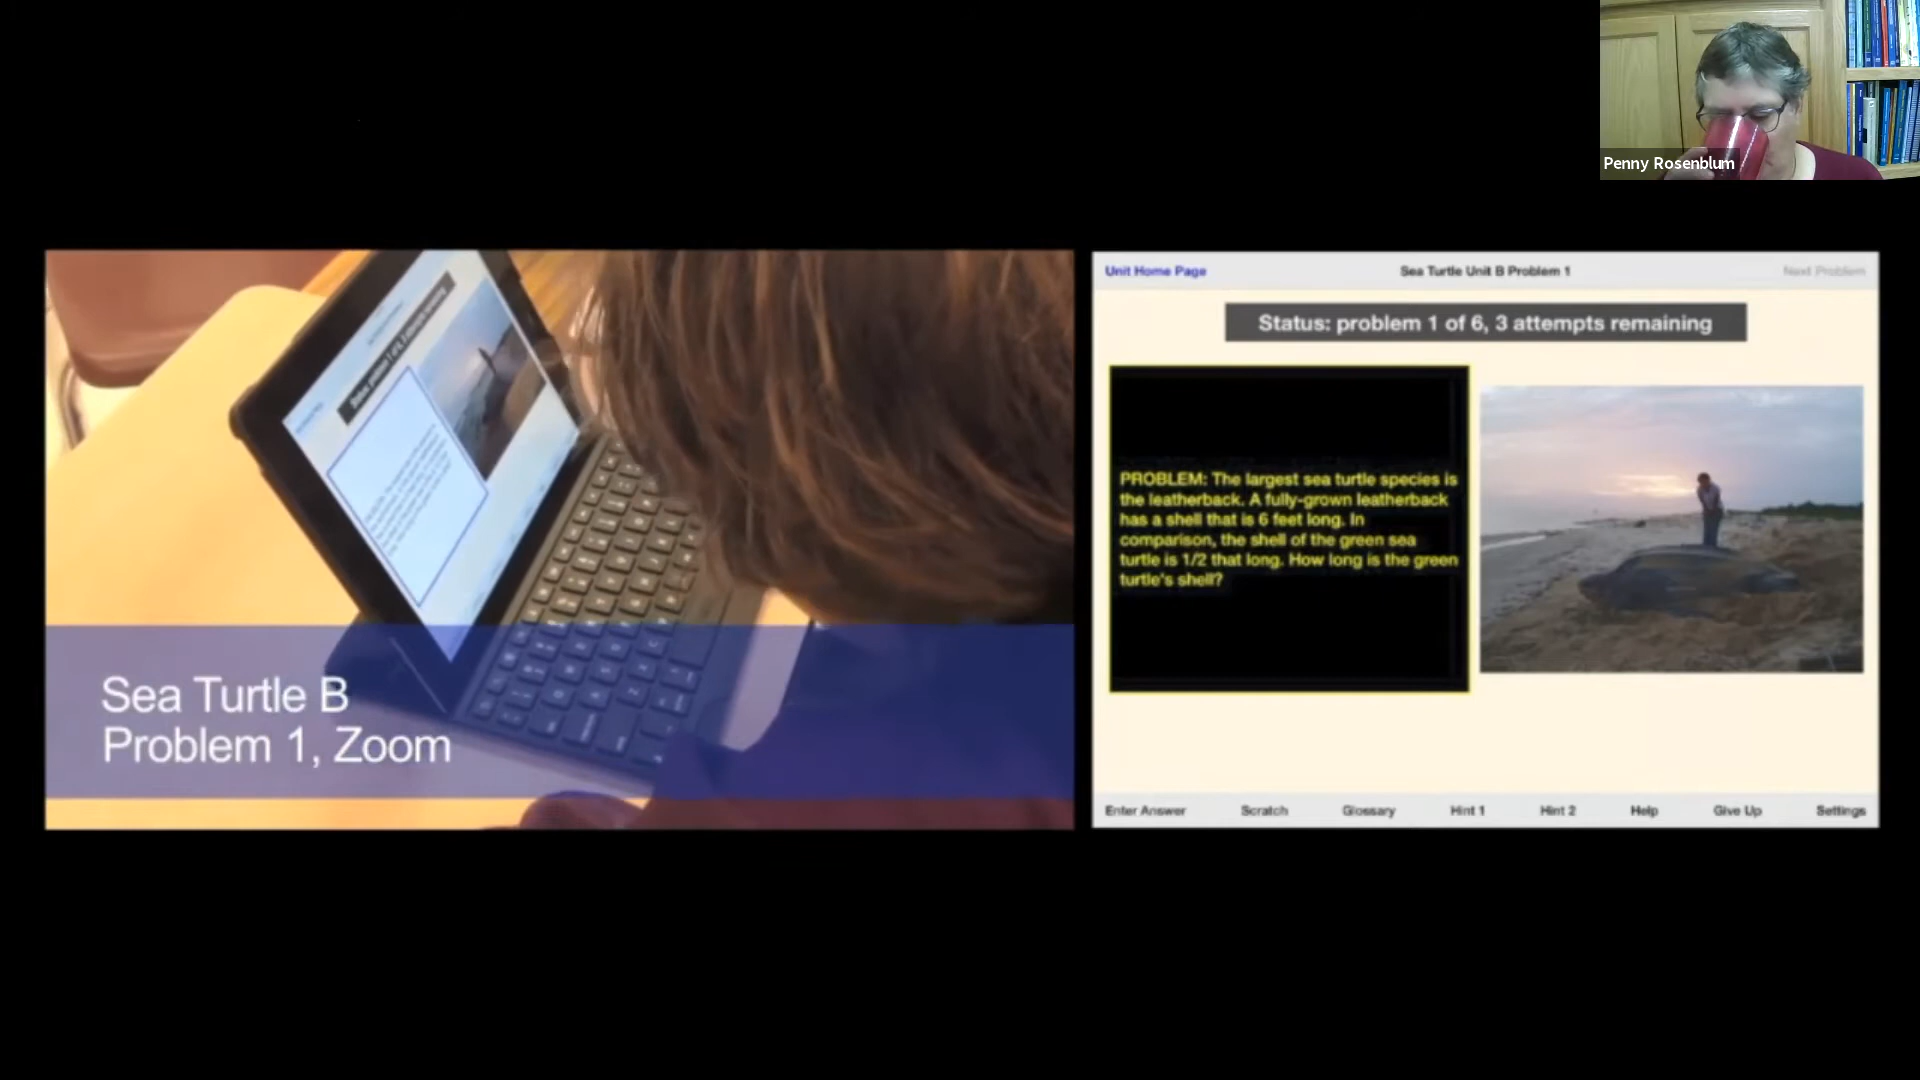 Penny Rosenblum
Sea Turtle B
Problem 1, Zoom
Unit Home Page
Sea Turtle Unit B Problem 1
Next Problem
Status: problem 1 of 6, 3 attempts remaining
PROBLEM: The largest sea turtle species is
the leatherback. A fully-grown leatherback
has a shell that is 6 feet long. In
comparison, the shell of the green sea
turtle is 1/2 that long. How long is the green
turtle's shell?
Enter Answer
Scratch
Glossary
Hint 1
Hint 2
Help
Give Up
Settings